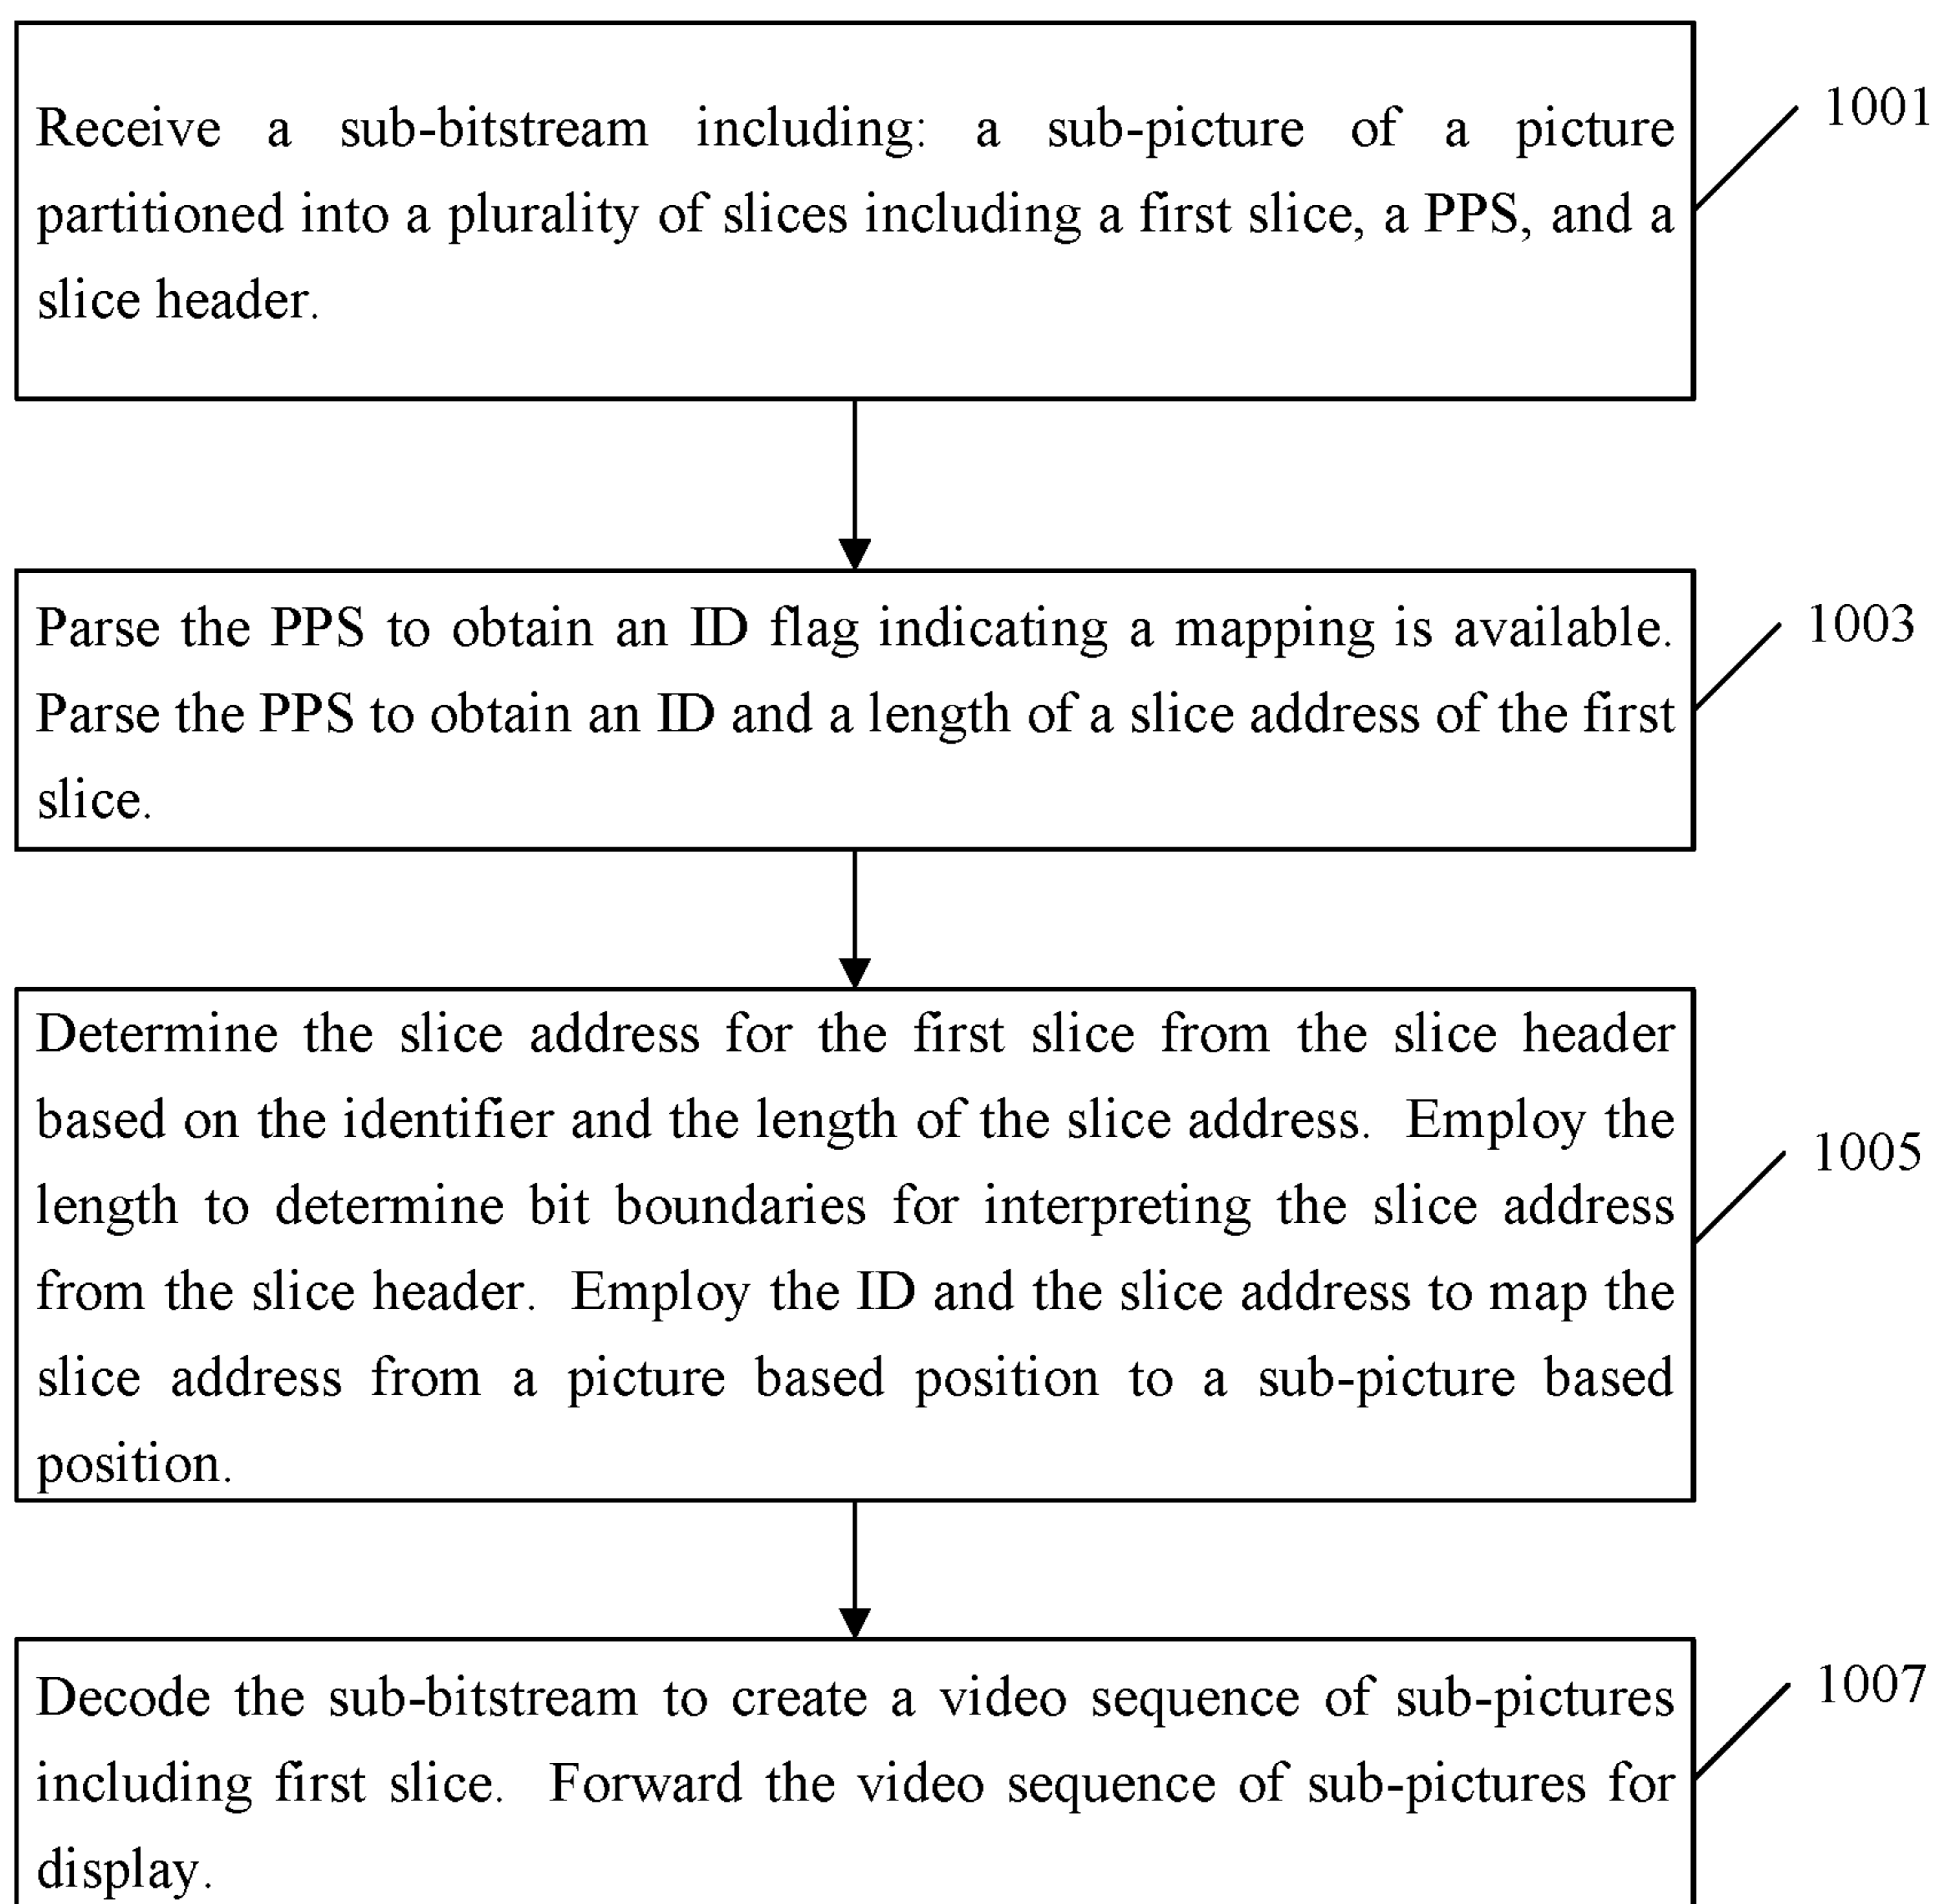 Receive a sub-bitstream including: a sub-picture of a picture
partitioned into a plurality of slices including a first slice, a PPS, and a
slice header.
1001
Parse the PPS to obtain an ID flag indicating a mapping is available.
Parse the PPS to obtain an ID and a length of a slice address of the first
slice.
1003
Determine the slice address for the first slice from the slice header
based on the identifier and the length of the slice address. Employ the
length to determine bit boundaries for interpreting the slice address
from the slice header. Employ the ID and the slice address to map the
slice address from a picture based position to a sub-picture based
position.
1005
Decode the sub-bitstream to create a video sequence of sub-pictures
including first slice. Forward the video sequence of sub-pictures for
display.
1007